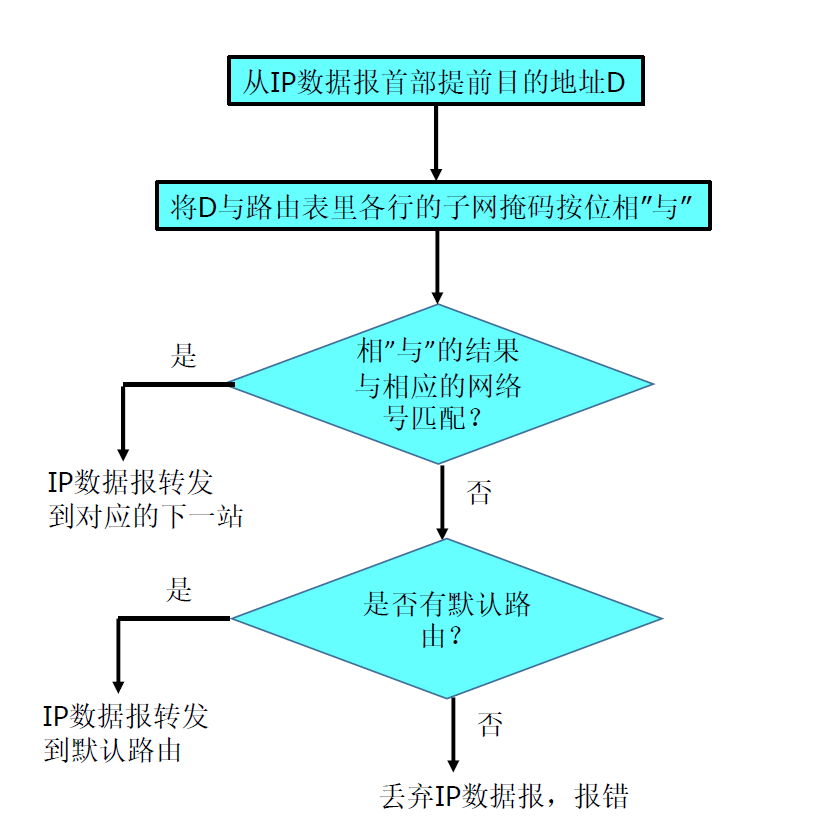 从IP数据报首部提前目的地址D
将D与路由表里各行的子网掩码按位相”与”
是
相”与”的结果
与相应的网络
号匹配？
IP数据报转发
到对应的下一站
否
是
是否有默认路
由？
IP数据报转发
到默认路由
否
丢弃IP数据报，报错